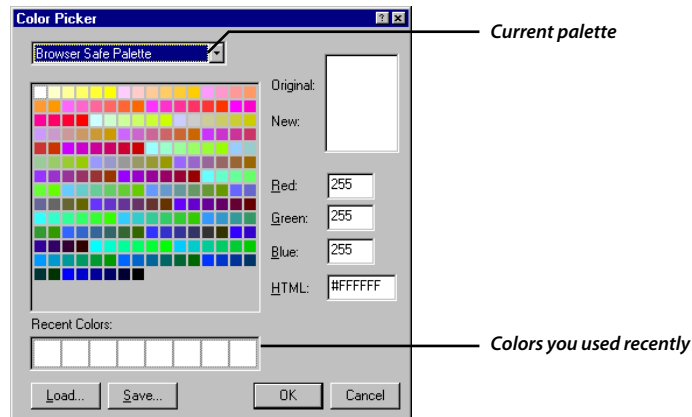 Color Picker
Current palette
Browser Safe Palette
Original:
New:
Red: 255
Green: 255
Blue: 255
HTML: #FFFFFF
Recent Colors:
Colors you used recently
Load... Save... OK Cancel